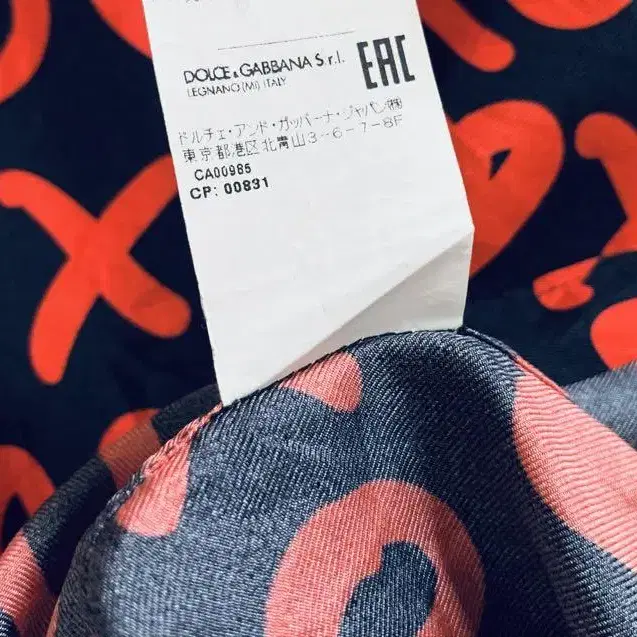 DOLCE & GABBANA S.r.l.
LEGNANO (MI) ITALY
EAC
ドルチェ・アンド・ガッバーナ・ジャパン㈱
東京都港区北青山3-6-7-8F
CA00985
CP: 00831